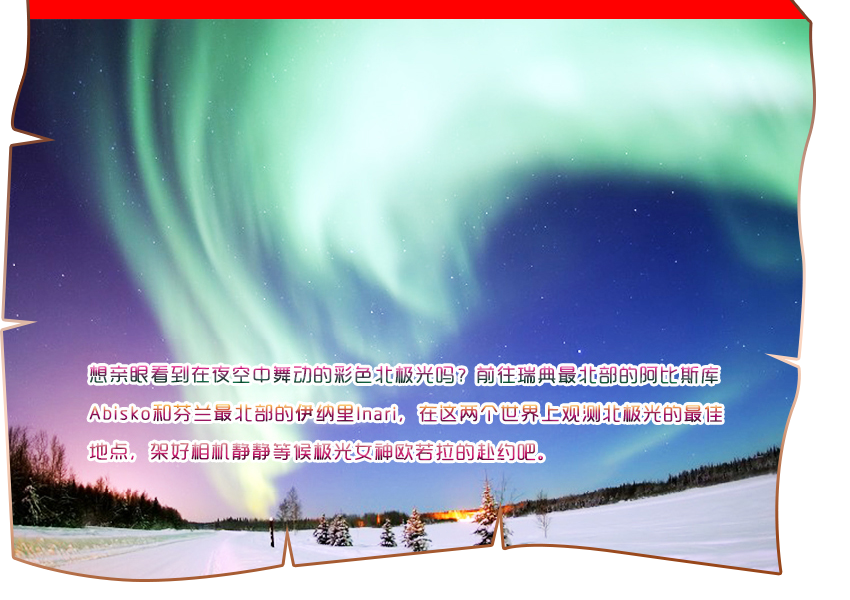 想亲眼看到在夜空中舞动的彩色北极光吗？前往瑞典最北部的阿比斯库
Abisko和芬兰最北部的伊纳里Inari，在这两个世界上观测北极光的最佳
地点，架好相机静静等候极光女神欧若拉的赴约吧。